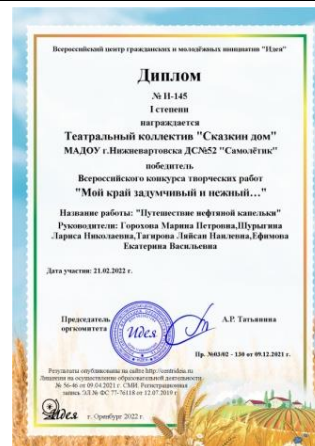 Всероссийский центр гражданских и молодёжных инициатив "Идея"
Диплом
№ И-145
I степени
награждается
Театральный коллектив "Сказкин дом"
МАДОУ г.Нижневартовска ДС№52 "Самолётик"
победитель
Всероссийского конкурса творческих работ
"Мой край задумчивый и нежный…"
Название работы: "Путешествие нефтяной капельки"
Руководители: Горохова Марина Петровна,Шурыгина
Лариса Николаевна,Тагирова Ляйсан Наилевна,Ефимова
Екатерина Васильевна
Дата участия: 21.02.2022 г.
Председатель
оргкомитета
Идея
А.Р. Татьянина
Пр. №03/02 - 130 от 09.12.2021 г.
Результаты опубликованы на сайте http://centrideia.ru
Лицензия на осуществление образовательной деятельности
№ 56-46 от 09.04.2021 г. СМИ. Регистрационная
запись ЭЛ № ФС 77-76118 от 12.07.2019 г.
Идея
г. Оренбург 2022 г.